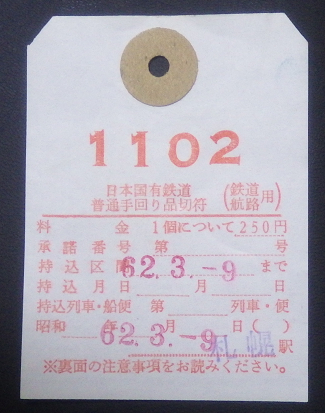 1102
日本国有鉄道
普通手回り品切符 (鉄道航路用)
料金 1個について250円
承諾番号 第 号
持込区間 62.3.-9 まで
持込月日 月 日
持込列車・船便 第 列車・便
昭和 年 62.3.-9 月 日( )
札幌駅
※裏面の注意事項をお読みください。